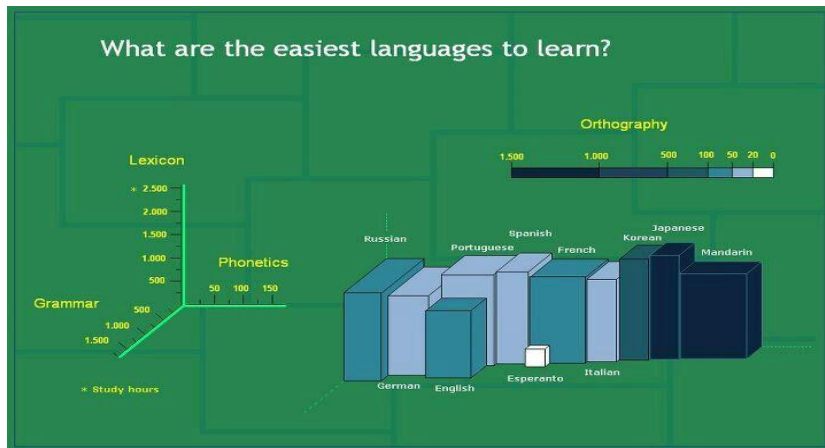 What are the easiest languages to learn?
Orthography
1.500 1.000 500 100 50 20 0
Lexicon
* 2.500
2.000
1.500
1.000
500
Phonetics
50 100 150
Grammar
500
1.000
1.500
* Study hours
Russian
Portuguese
Spanish
French
Korean
Japanese
Mandarin
German
English
Esperanto
Italian